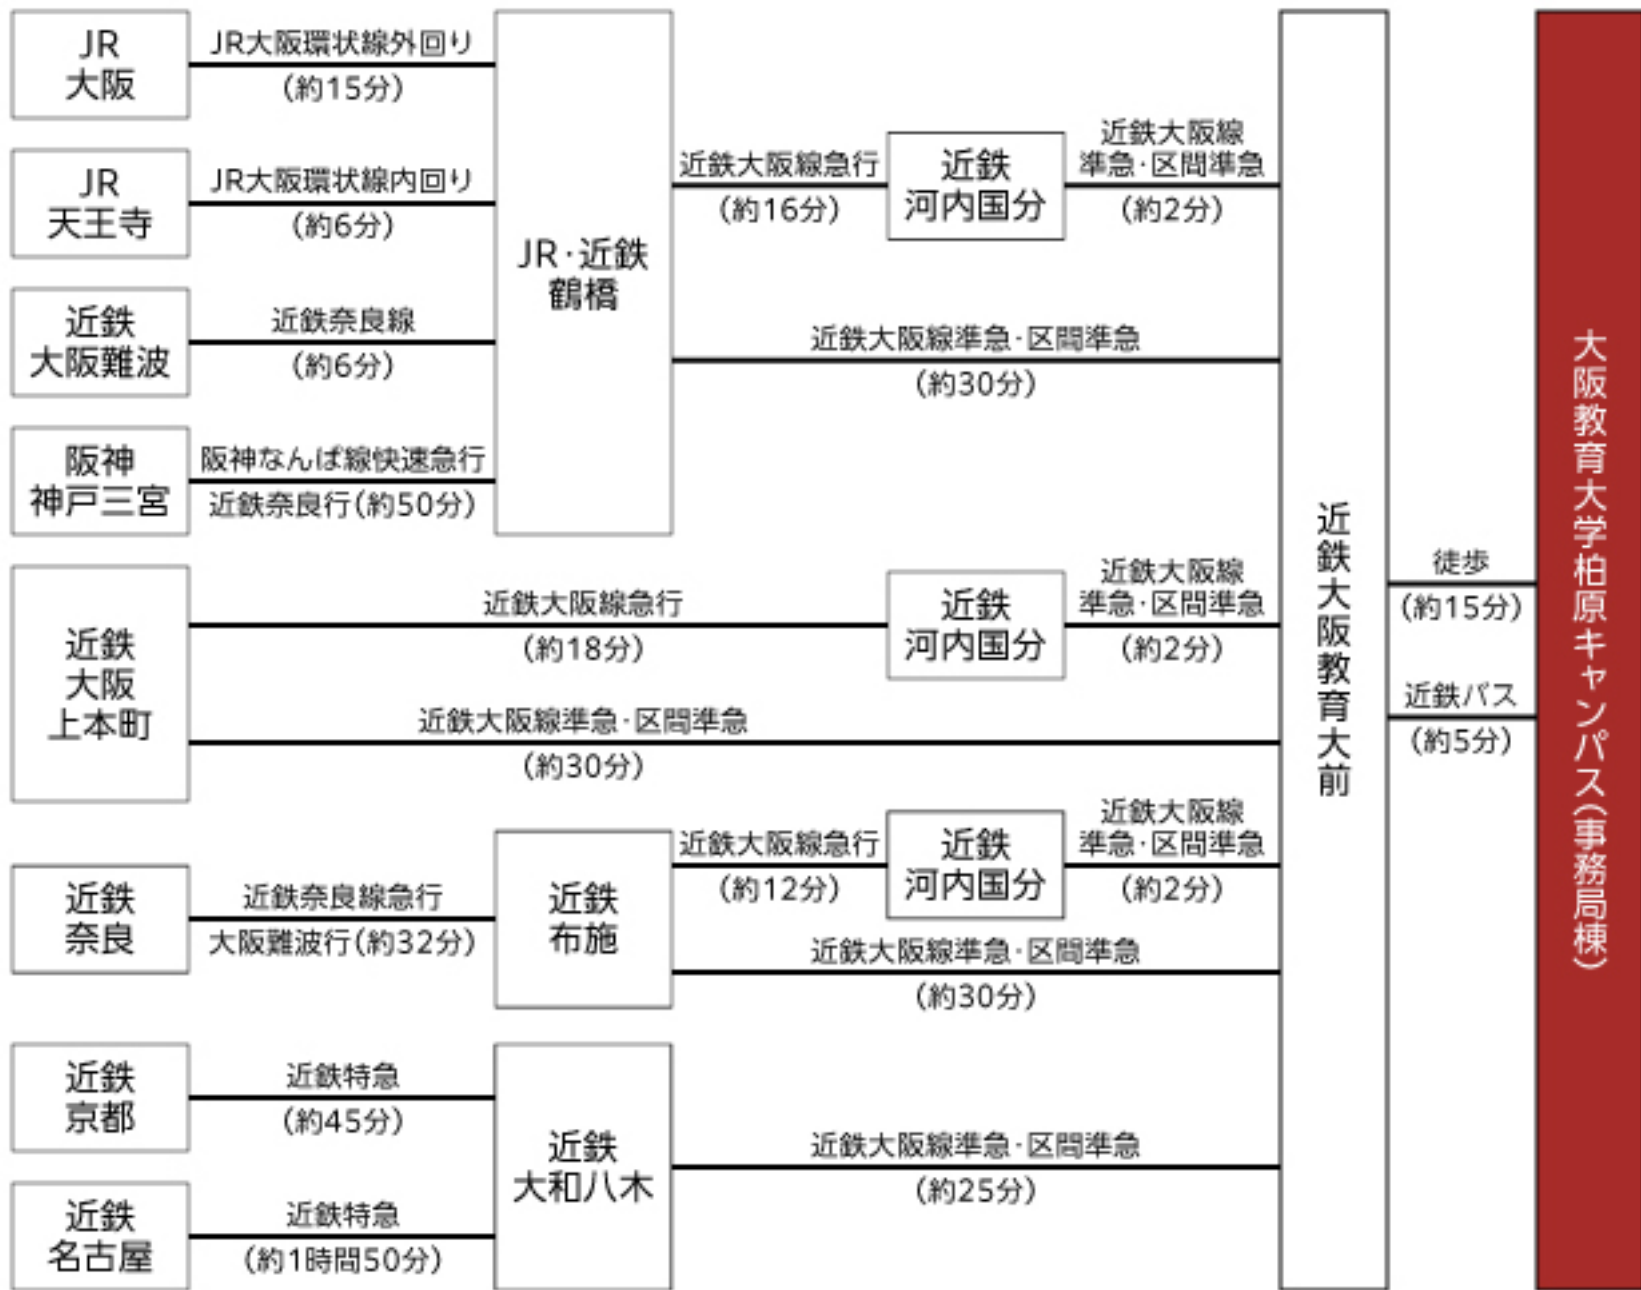 JR
大阪
JR大阪環状線外回り
(約15分)
JR
天王寺
JR大阪環状線内回り
(約6分)
近鉄
大阪難波
近鉄奈良線
(約6分)
阪神
神戸三宮
阪神なんば線快速急行
近鉄奈良行(約50分)
JR・近鉄
鶴橋
近鉄大阪線急行
(約16分)
近鉄
河内国分
近鉄大阪線
準急・区間準急
(約2分)
近鉄大阪線準急・区間準急
(約30分)
近鉄
大阪
上本町
近鉄大阪線急行
(約18分)
近鉄
河内国分
近鉄大阪線
準急・区間準急
(約2分)
近鉄大阪線準急・区間準急
(約30分)
近鉄
奈良
近鉄奈良線急行
大阪難波行(約32分)
近鉄
布施
近鉄大阪線急行
(約12分)
近鉄
河内国分
近鉄大阪線
準急・区間準急
(約2分)
近鉄大阪線準急・区間準急
(約30分)
近鉄
京都
近鉄特急
(約45分)
近鉄
名古屋
近鉄特急
(約1時間50分)
近鉄
大和八木
近鉄大阪線準急・区間準急
(約25分)
近鉄大阪教育大前
徒歩
(約15分)
近鉄バス
(約5分)
大阪教育大学柏原キャンパス(事務局棟)